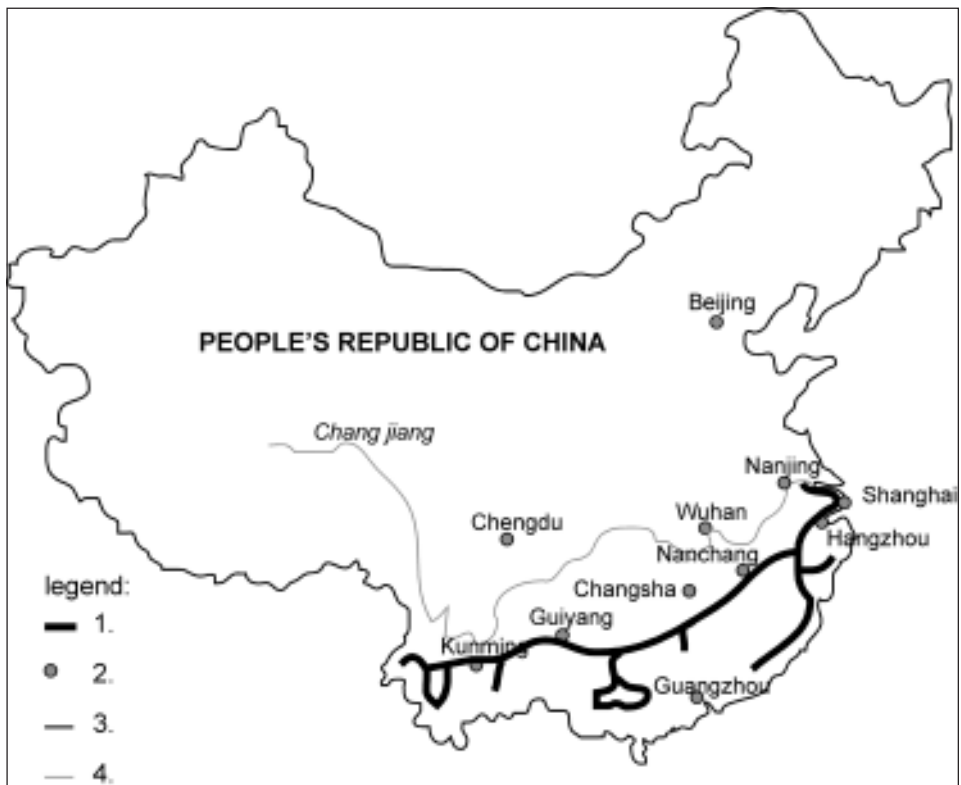 Beijing
PEOPLE'S REPUBLIC OF CHINA
Chang jiang
Nanjing
Shanghai
Chengdu
Wuhan
Hangzhou
Nanchang
Changsha
Guiyang
Kunming
Guangzhou
legend:
1.
2.
3.
4.